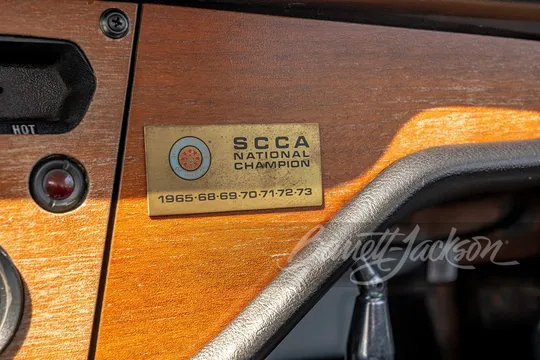 SCCA
NATIONAL
CHAMPION
1965·68·69·70·71·72·73
HOT
Barrett-Jackson